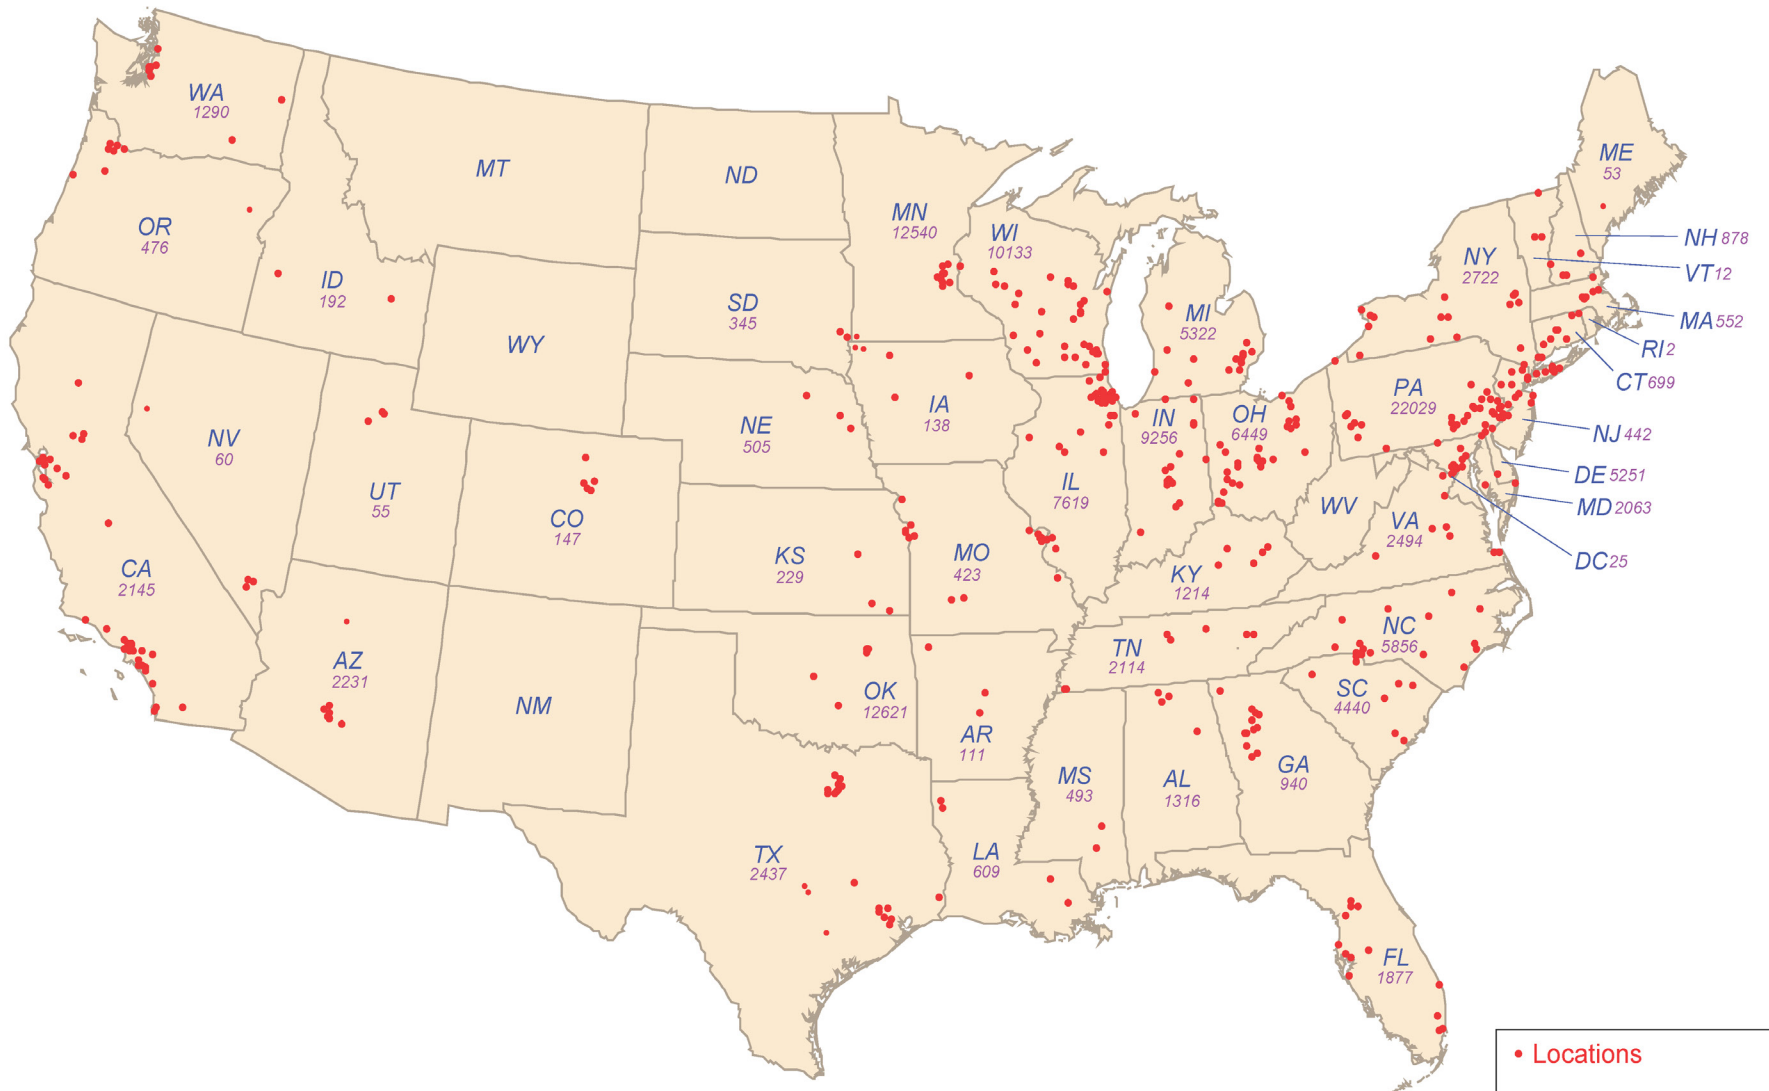 WA
1290
MT
ND
MN
12540
WI
10133
ME
53
OR
476
ID
192
SD
345
MI
5322
NY
2722
NH 878
VT 12
MA 552
RI 2
CT 699
WY
IA
138
NE
505
NV
60
UT
55
CO
147
IL
7619
IN
9256
OH
6449
PA
22029
NJ 442
DE 5251
MD 2063
DC 25
WV
VA
2494
CA
2145
KS
229
MO
423
KY
1214
AZ
2231
NM
OK
12621
AR
111
TN
2114
NC
5856
SC
4440
MS
493
AL
1316
GA
940
TX
2437
LA
609
FL
1877
Locations